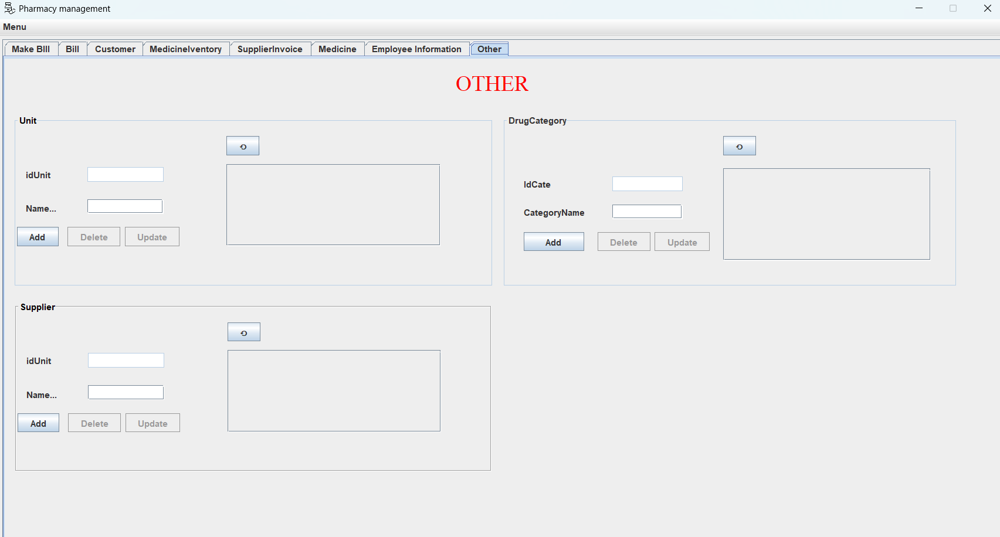 Pharmacy management
Menu
Make BIll Bill Customer MedicineIventory SupplierInvoice Medicine Employee Information Other
OTHER
Unit
idUnit
Name...
Add Delete Update
DrugCategory
IdCate
CategoryName
Add Delete Update
Supplier
idUnit
Name...
Add Delete Update